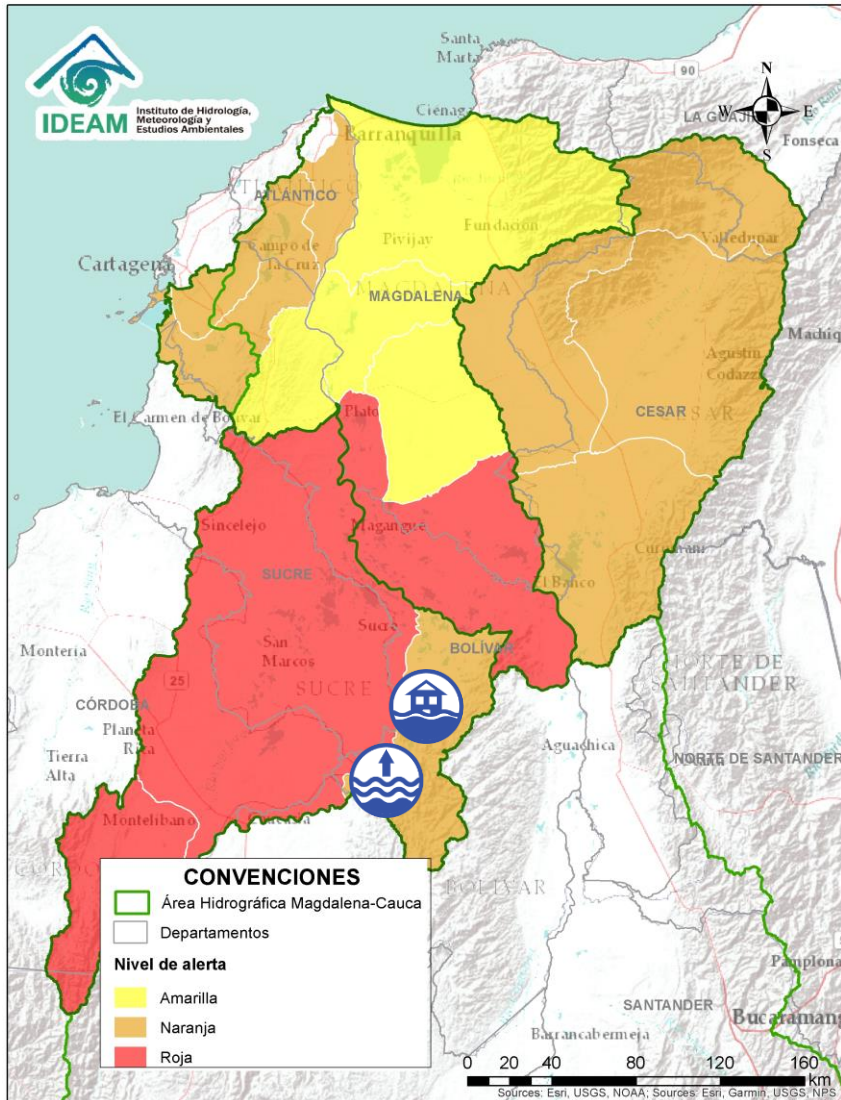 IDEAM
Instituto de Hidrología,
Meteorología y
Estudios Ambientales
Santa
Marta
90
N
W
E
S
Ciénaga
LA GUAJI
Fonseca
Barranquilla
ATLÁNTICO
Fundación
Pivijay
Valledupar
Campo de
la Cruz
Cartagena
MAGDALENA
Machiq
Agustín
Codazzi
El Carmen de Bolívar
Plato
CESAR
Sincelejo
Magangué
Curumaní
SUCRE
El Banco
Sucre
BOLÍVAR
Montería
San
Marcos
SUCRE
NORTE DE
SANTANDER
25
CÓRDOBA
Planeta
Rica
Aguachica
Tierra
Alta
NORTE DE SANTANDER
Montelíbano
Caucasia
CONVENCIONES
Área Hidrográfica Magdalena-Cauca
Departamentos
Nivel de alerta
Amarilla
Naranja
Roja
BOLÍVAR
Pamplona
SANTANDER
Bucaramang
Barrancabermeja
0 20 40 80 120 160
Km
Sources: Esri, USGS, NOAA; Sources: Esri, Garmin, USGS, NPS